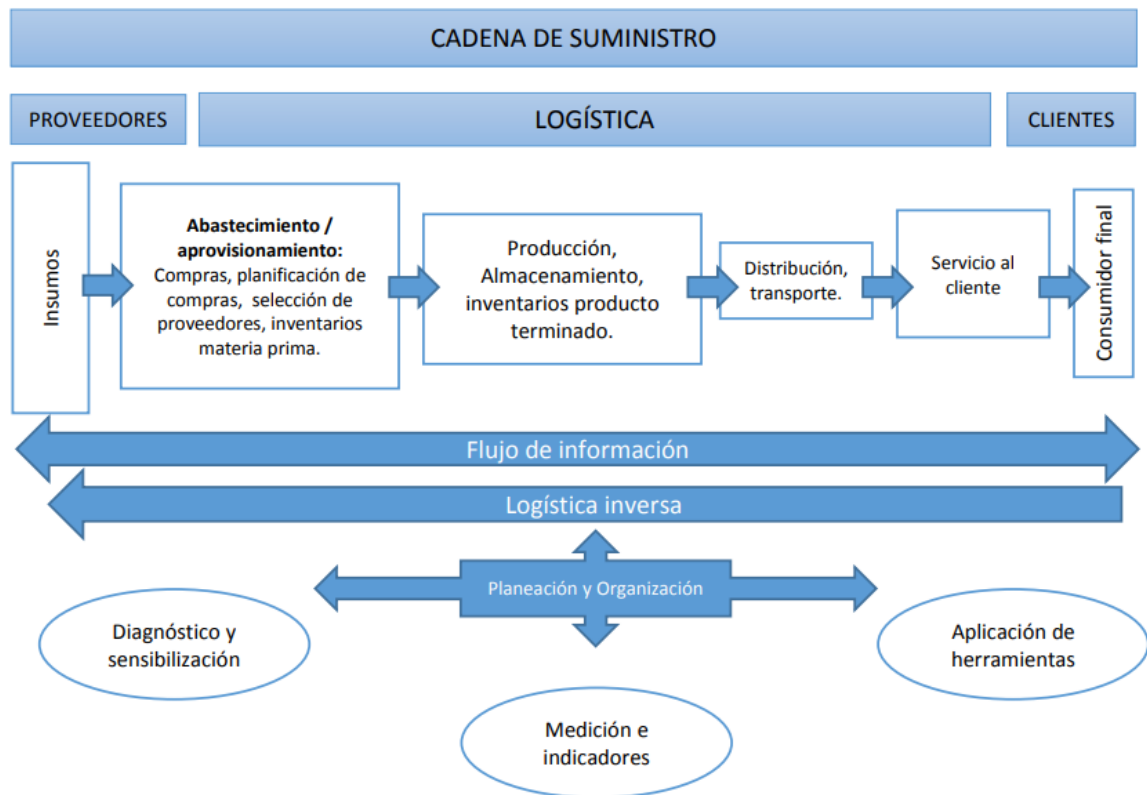 CADENA DE SUMINISTRO
PROVEEDORES
LOGÍSTICA
CLIENTES
Insumos
Abastecimiento /
aprovisionamiento:
Compras, planificación de
compras, selección de
proveedores, inventarios
materia prima.
Producción,
Almacenamiento,
inventarios producto
terminado.
Distribución,
transporte.
Servicio al
cliente
Consumidor final
Flujo de información
Logística inversa
Planeación y Organización
Diagnóstico y
sensibilización
Aplicación de
herramientas
Medición e
indicadores